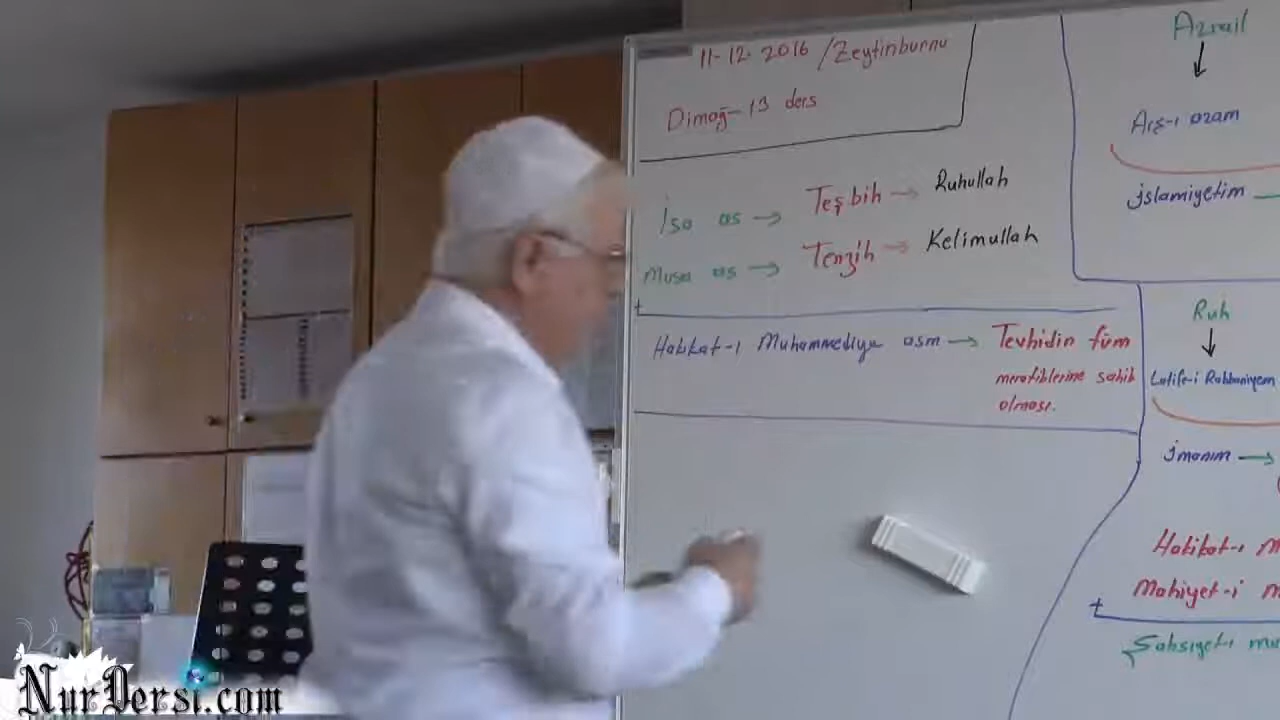 11-12-2016 /Zeytinburnu
Dimağ-13 ders
İsa as → Teşbih → Ruhullah
Musa as → Tenzih → Kelimullah
+
Hakikat-ı Muhammediye asm → Tevhidin tüm
meratiblerine sahib
olması.
Azrail
↓
Arş-ı azam
islamiyetim →
Ruh
↓
Latife-i Rabbaniyem
imanım →
Hakikat-ı M
Mahiyet-i M
+
Şahsiyet-i mu
NurDersi.com